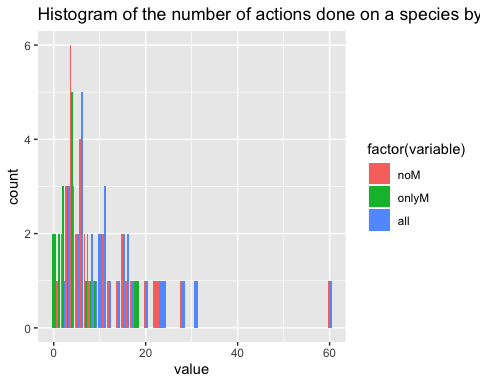 Histogram of the number of actions done on a species by
6
4
2
0
count
0 20 40 60
value
factor(variable)
noM
onlyM
all